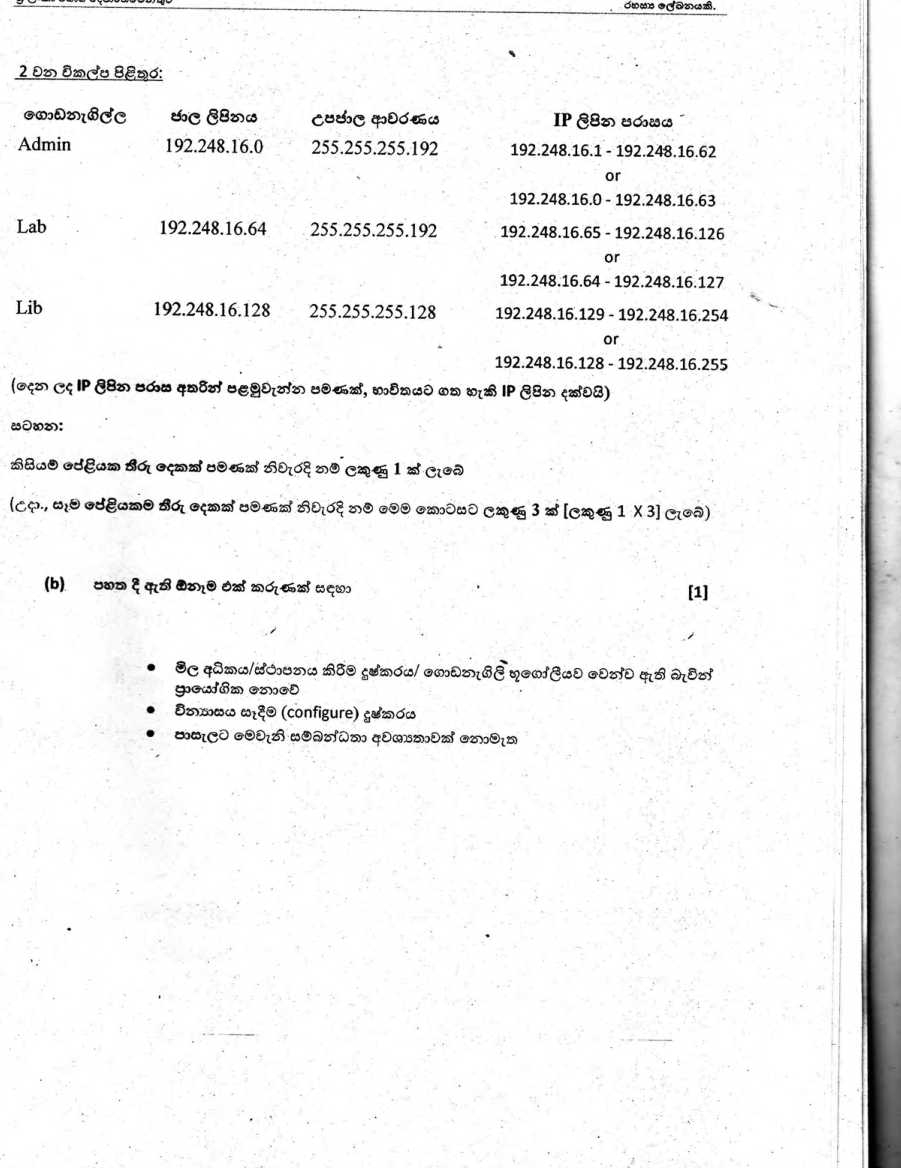 රහස්‍ය ලේඛනයකි.
2 වන විකල්ප පිළිතුර:
ගොඩනැගිල්ල ජාල ලිපිනය උපජාල ආවරණය IP ලිපින පරාසය
Admin 192.248.16.0 255.255.255.192 192.248.16.1 - 192.248.16.62
or
192.248.16.0 - 192.248.16.63
Lab 192.248.16.64 255.255.255.192 192.248.16.65 - 192.248.16.126
or
192.248.16.64 - 192.248.16.127
Lib 192.248.16.128 255.255.255.128 192.248.16.129 - 192.248.16.254
or
192.248.16.128 - 192.248.16.255
(දෙන ලද IP ලිපින පරාස අතරින් පළමුවැන්න පමණක්, භාවිතයට ගත හැකි IP ලිපින දක්වයි)
සටහන:
කිසියම් පේළියක තීරු දෙකක් පමණක් නිවැරදි නම් ලකුණු 1 ක් ලැබේ
(උදා., සෑම පේළියකම තීරු දෙකක් පමණක් නිවැරදි නම් මෙම කොටසට ලකුණු 3 ක් [ලකුණු 1 X 3] ලැබේ)
(b) පහත දී ඇති ඕනෑම එක් කරුණක් සඳහා [1]
• මිල අධිකය/ස්ථාපනය කිරීම දුෂ්කරය/ ගොඩනැගිලි භූගෝලීයව වෙන්ව ඇති බැවින්
ප්‍රායෝගික නොවේ
• වින්‍යාසය සෑදීම (configure) දුෂ්කරය
• පාසැලට මෙවැනි සම්බන්ධතා අවශ්‍යතාවක් නොමැත